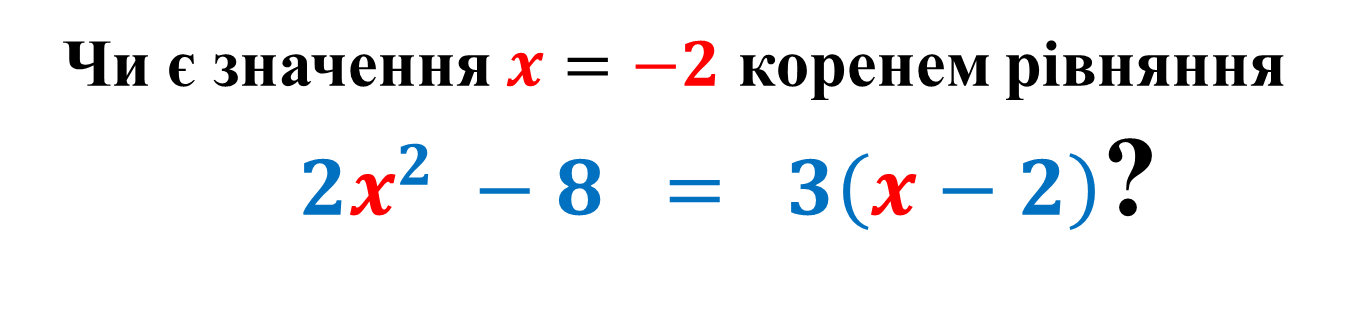 Чи є значення x = −2 коренем рівняння
2x² − 8 = 3(x − 2)?